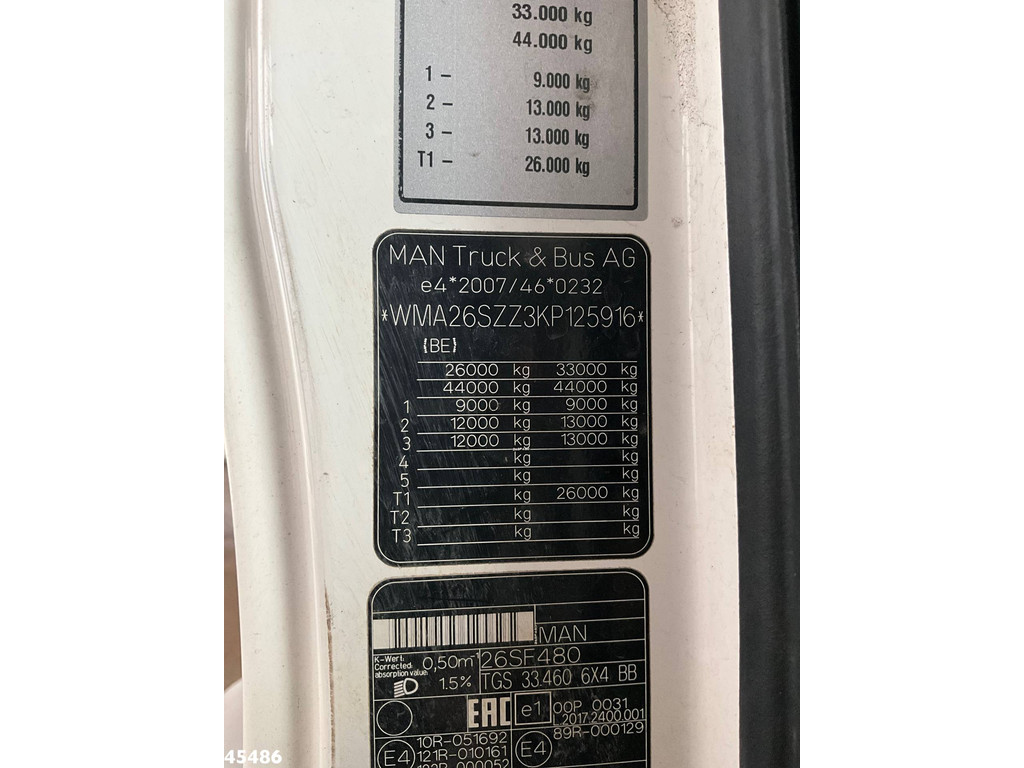 33.000 kg
44.000 kg
1 – 9.000 kg
2 – 13.000 kg
3 – 13.000 kg
T1 – 26.000 kg
MAN Truck & Bus AG
e4*2007/46*0232
*WMA26SZZ3KP125916*
{BE}
26000 kg 33000 kg
44000 kg 44000 kg
1 9000 kg 9000 kg
2 12000 kg 13000 kg
3 12000 kg 13000 kg
4 kg kg
5 kg kg
T1 kg 26000 kg
T2 kg kg
T3 kg kg
MAN
K-Wert.
Corrected
absorption value:
0,50m⁻¹
26SF480
1.5% TGS 33.460 6X4 BB
EAC e1 00P 0031
L2017.2400.001
E4 10R-051692
121R-010161
122R-000052
E4 89R-000129
45486